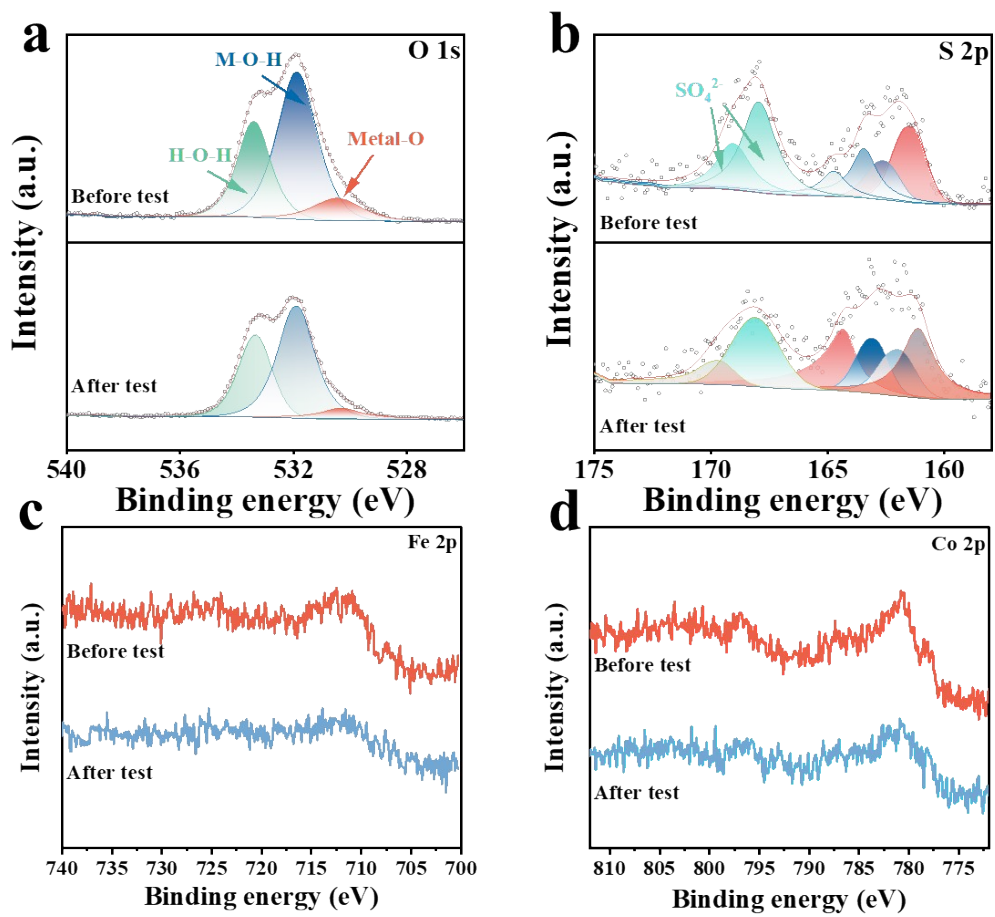 a
O 1s
M-O-H
H-O-H
Metal-O
Before test
After test
Intensity (a.u.)
540 536 532 528
Binding energy (eV)
b
S 2p
SO₄²⁻
Before test
After test
Intensity (a.u.)
175 170 165 160
Binding energy (eV)
c
Fe 2p
Before test
After test
Intensity (a.u.)
740 735 730 725 720 715 710 705 700
Binding energy (eV)
d
Co 2p
Before test
After test
Intensity (a.u.)
810 805 800 795 790 785 780 775
Binding energy (eV)